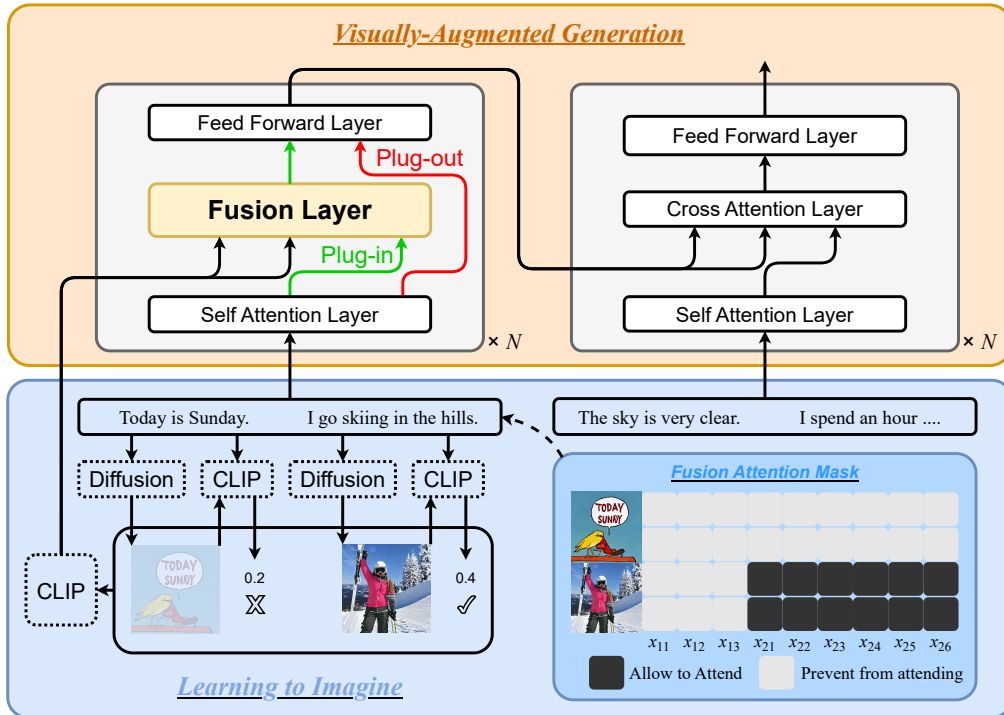 Visually-Augmented Generation
Feed Forward Layer
Plug-out
Fusion Layer
Plug-in
Self Attention Layer
× N
Feed Forward Layer
Cross Attention Layer
Self Attention Layer
× N
Today is Sunday. I go skiing in the hills.
The sky is very clear. I spend an hour ....
Diffusion CLIP Diffusion CLIP
CLIP
TODAY
SUNDY
0.2
X
0.4
✓
Learning to Imagine
Fusion Attention Mask
TODAY
SUNDY
x11 x12 x13 x21 x22 x23 x24 x25 x26
Allow to Attend Prevent from attending